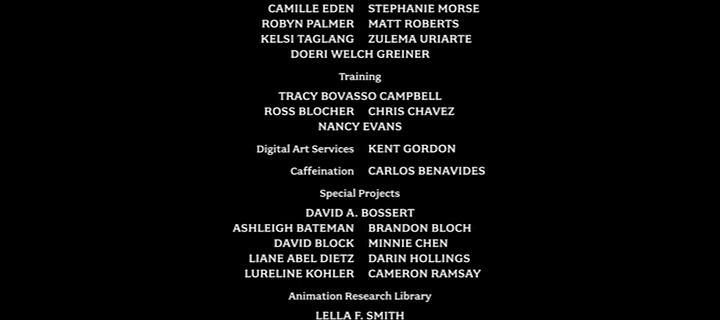 CAMILLE EDEN STEPHANIE MORSE
ROBYN PALMER MATT ROBERTS
KELSI TAGLANG ZULEMA URIARTE
DOERI WELCH GREINER
Training
TRACY BOVASSO CAMPBELL
ROSS BLOCHER CHRIS CHAVEZ
NANCY EVANS
Digital Art Services KENT GORDON
Caffeination CARLOS BENAVIDES
Special Projects
DAVID A. BOSSERT
ASHLEIGH BATEMAN BRANDON BLOCH
DAVID BLOCK MINNIE CHEN
LIANE ABEL DIETZ DARIN HOLLINGS
LURELINE KOHLER CAMERON RAMSAY
Animation Research Library
LELLA F. SMITH